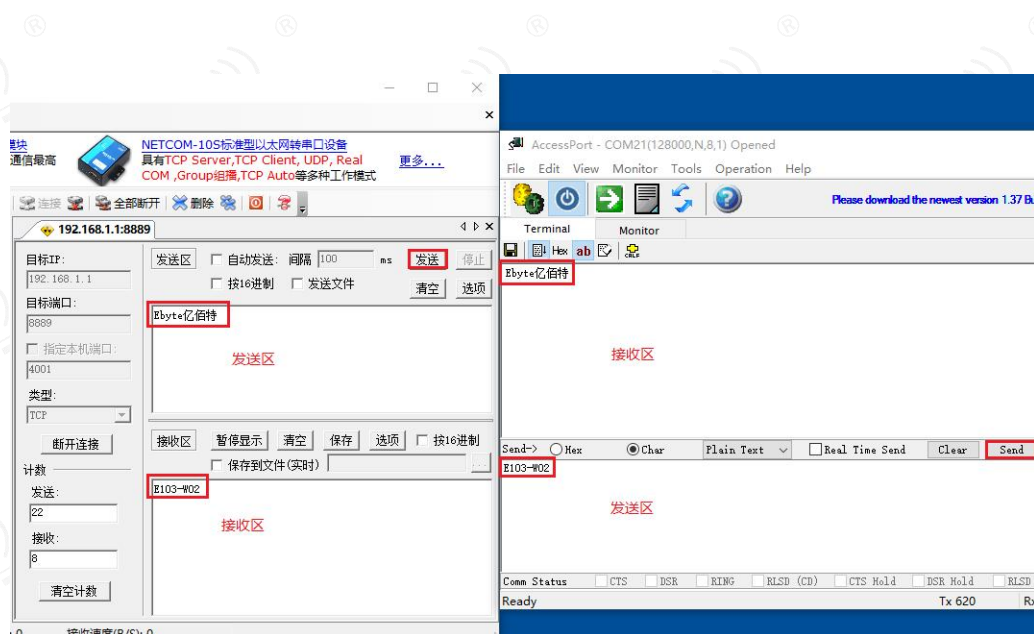 块
通信最高
NETCOM-10S标准型以太网转串口设备
具有TCP Server,TCP Client, UDP, Real
COM ,Group组播,TCP Auto等多种工作模式
更多...
连接
全部断开
删除
192.168.1.1:8889
目标IP:
192.168.1.1
目标端口:
8889
指定本机端口:
4001
类型:
TCP
断开连接
计数
发送:
22
接收:
8
清空计数
发送区
自动发送: 间隔 100 ms
发送
停止
按16进制
发送文件
清空
选项
Ebyte亿佰特
发送区
接收区
暂停显示
清空
保存
选项
按16进制
保存到文件(实时)
...
E103-W02
接收区
0
接收速度(B/S): 0
AccessPort - COM21(128000,N,8,1) Opened
File Edit View Monitor Tools Operation Help
Please download the newest version 1.37 Bu
Terminal
Monitor
Hex
ab
Ebyte亿佰特
接收区
Send-> Hex
Char
Plain Text
Real Time Send
Clear
Send
E103-W02
发送区
Comm Status CTS DSR RING RLSD (CD) CTS Hold DSR Hold RLSD
Ready
Tx 620